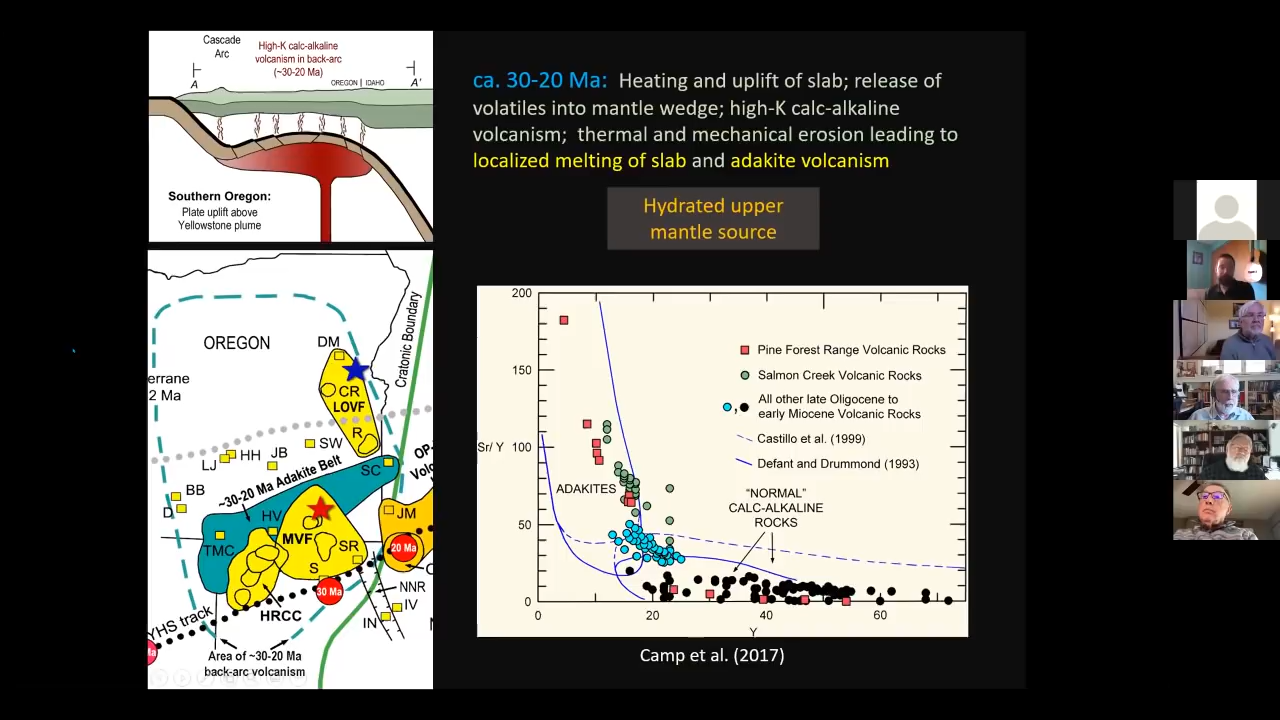 Cascade
Arc
High-K calc-alkaline
volcanism in back-arc
(~30-20 Ma)
OREGON | IDAHO
A
A'
Southern Oregon:
Plate uplift above
Yellowstone plume
ca. 30-20 Ma: Heating and uplift of slab; release of
volatiles into mantle wedge; high-K calc-alkaline
volcanism; thermal and mechanical erosion leading to
localized melting of slab and adakite volcanism
Hydrated upper
mantle source
OREGON
Cratonic Boundary
errane
2 Ma
DM
CR
LOVF
R
SW
JB
HH
LJ
BB
D
~30-20 Ma Adakite Belt
SC
OP-
Volc
TMC
HV
MVF
SR
S
JM
20 Ma
30 Ma
C
NNR
IV
IN
HRCC
YHS track
Ma
Area of ~30-20 Ma
back-arc volcanism
200
150
100
50
0
Sr/ Y
0
20
40
60
Y
Pine Forest Range Volcanic Rocks
Salmon Creek Volcanic Rocks
All other late Oligocene to
early Miocene Volcanic Rocks
Castillo et al. (1999)
Defant and Drummond (1993)
ADAKITES
"NORMAL"
CALC-ALKALINE
ROCKS
Camp et al. (2017)